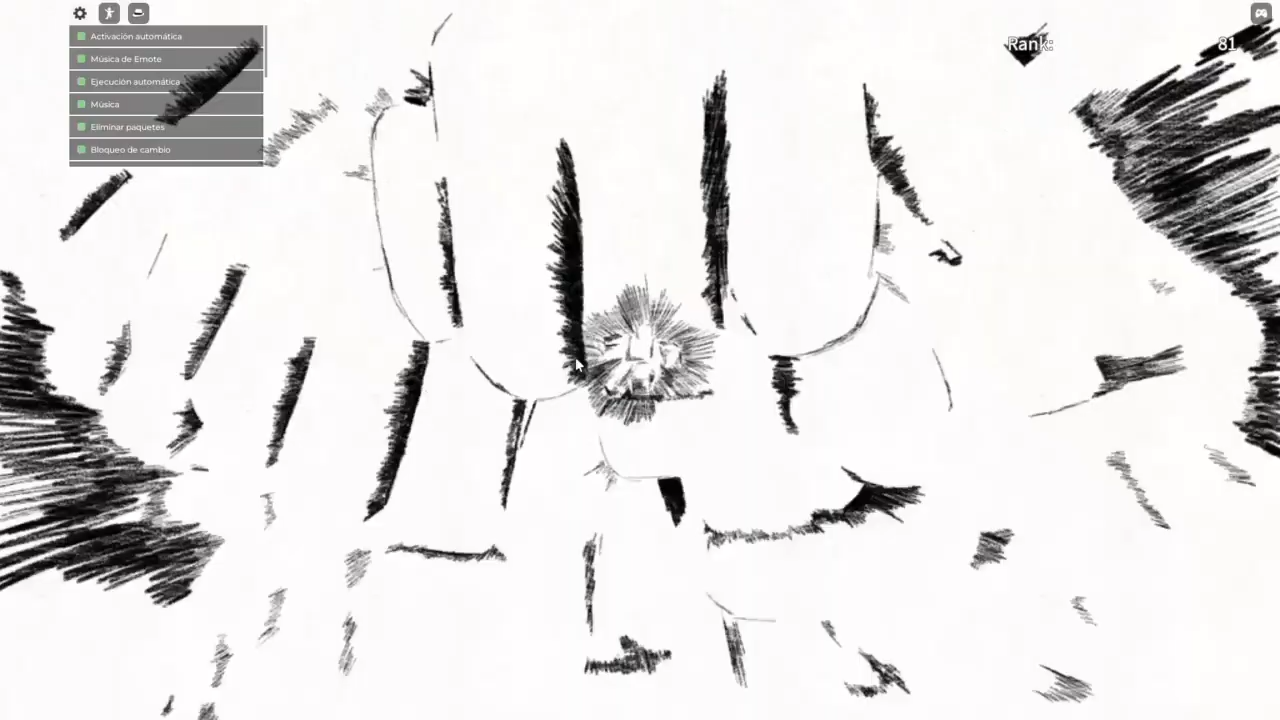 Activación automática
Rank: 81
Música de Emote
Ejecución automática
Música
Eliminar paquetes
Bloqueo de cambio